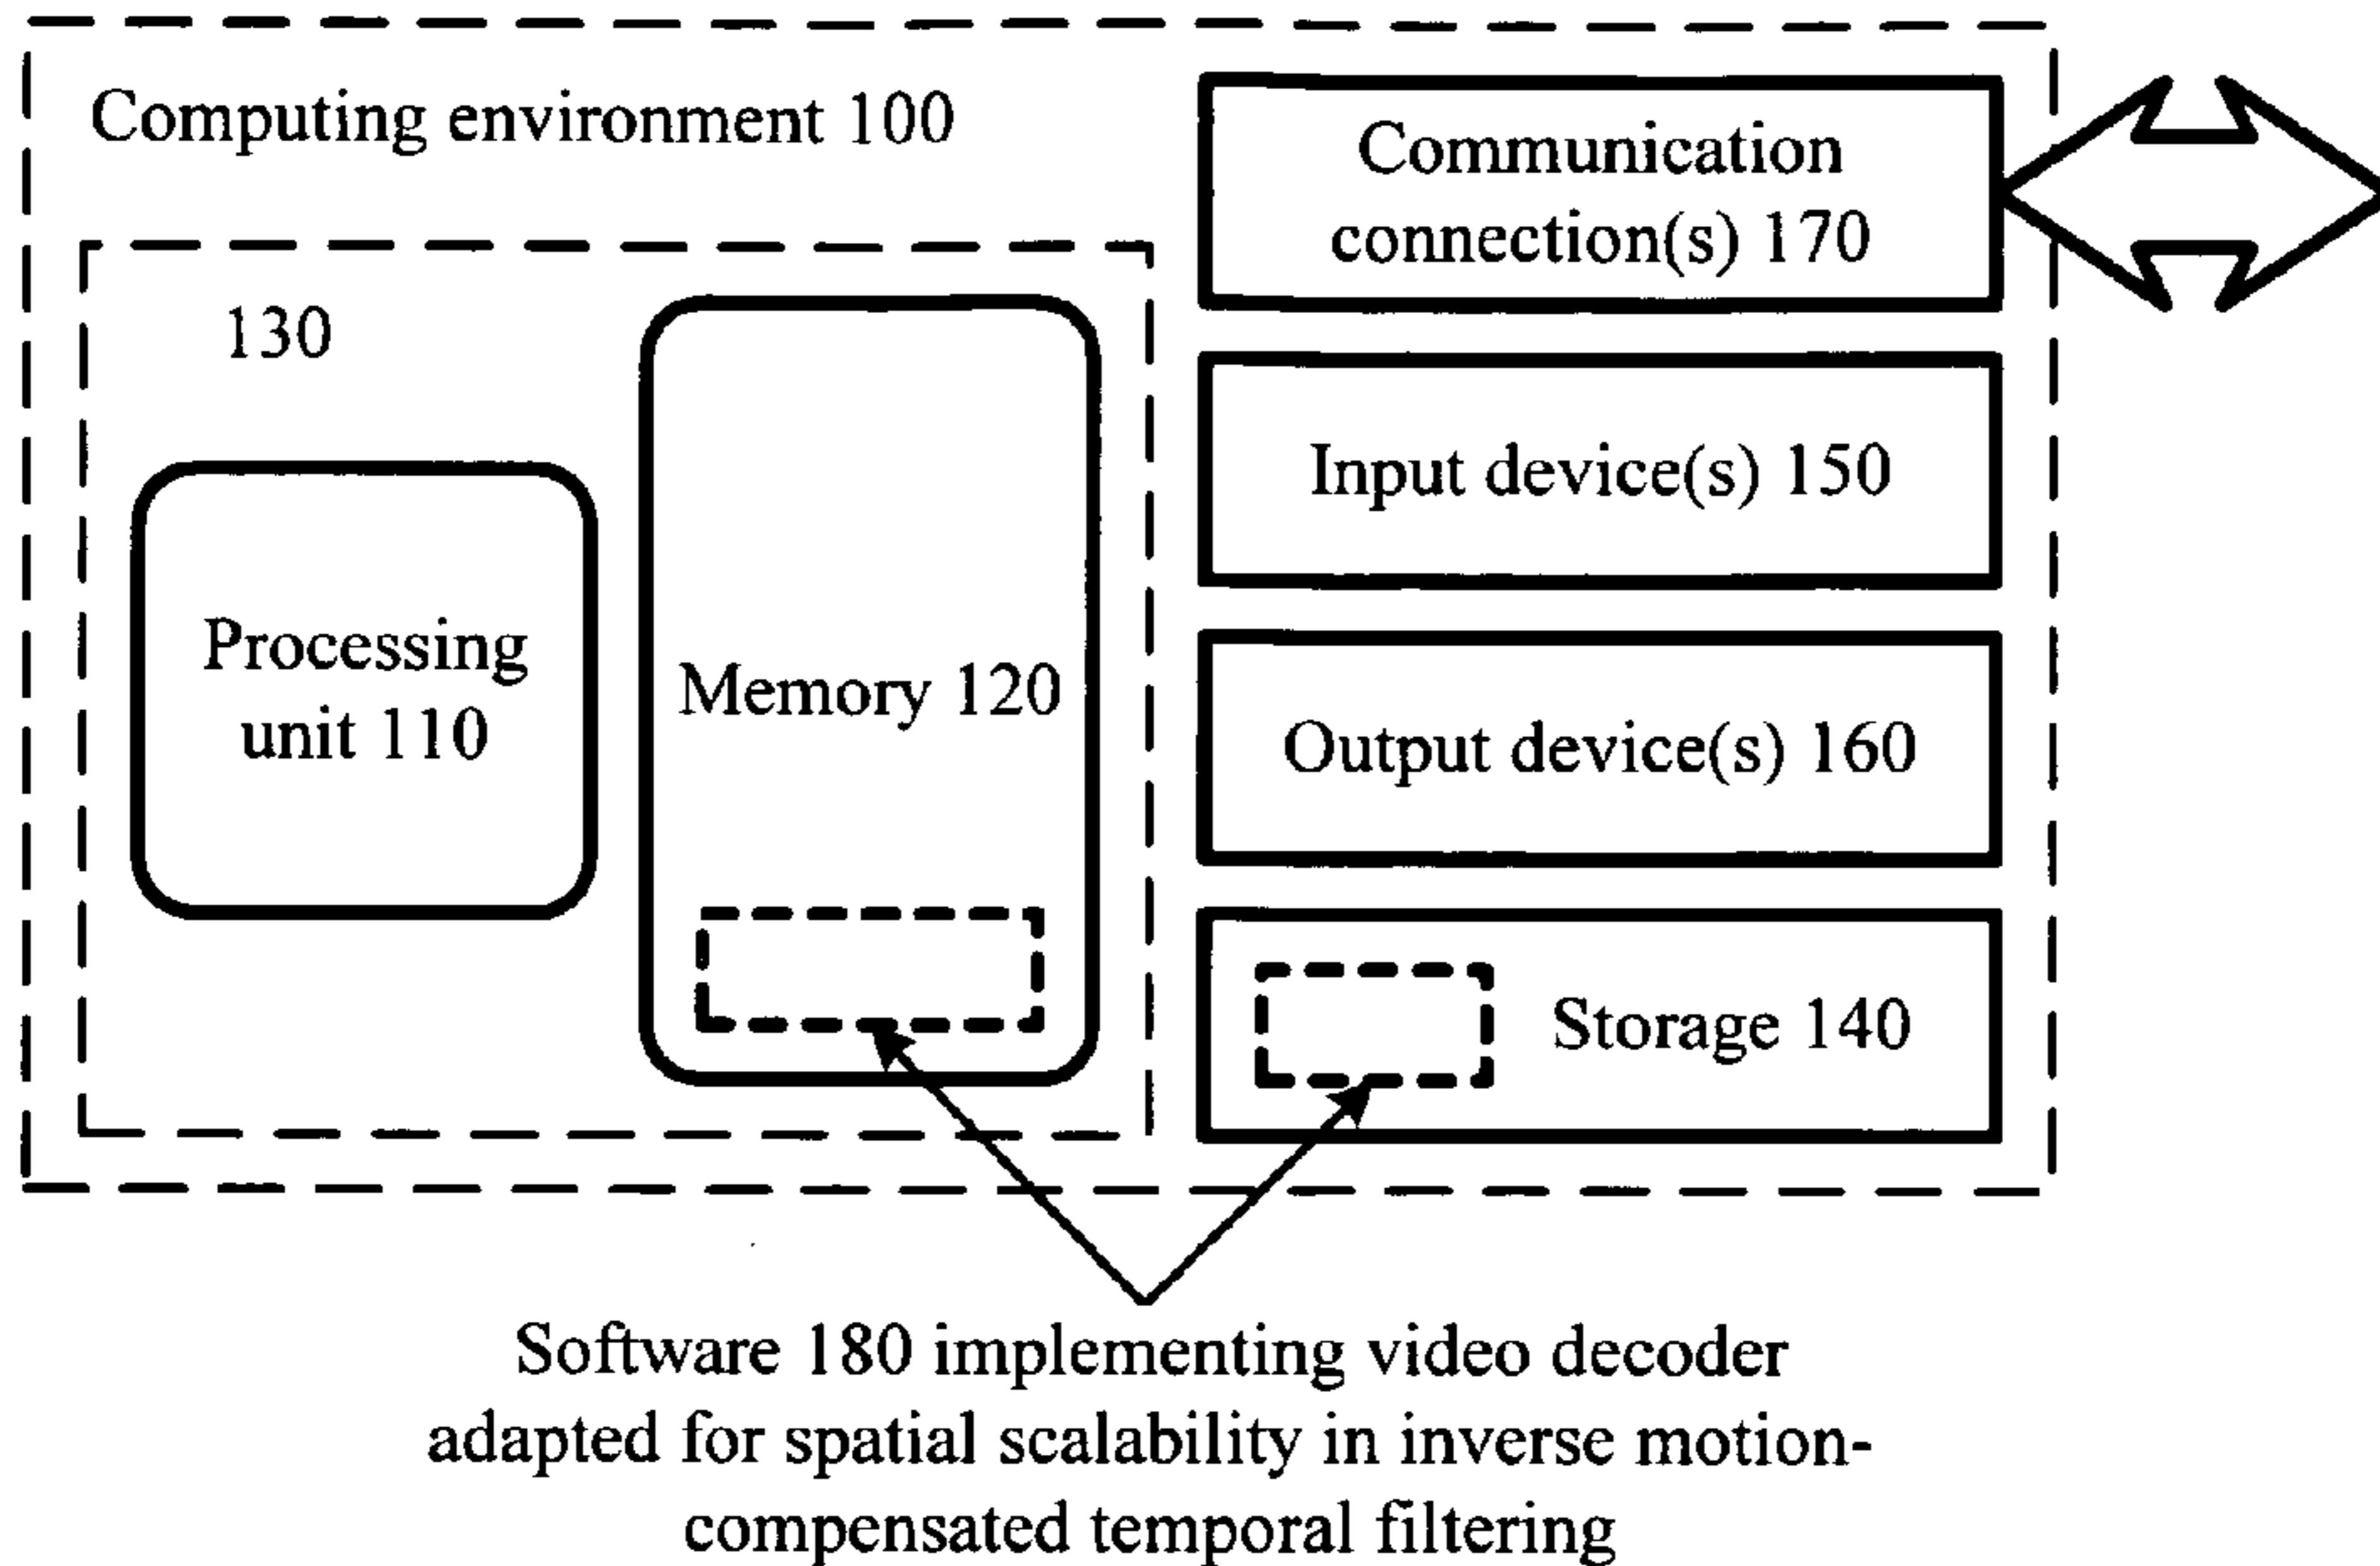 Computing environment 100
130
Processing
unit 110
Memory 120
Communication
connection(s) 170
Input device(s) 150
Output device(s) 160
Storage 140
Software 180 implementing video decoder
adapted for spatial scalability in inverse motion-
compensated temporal filtering